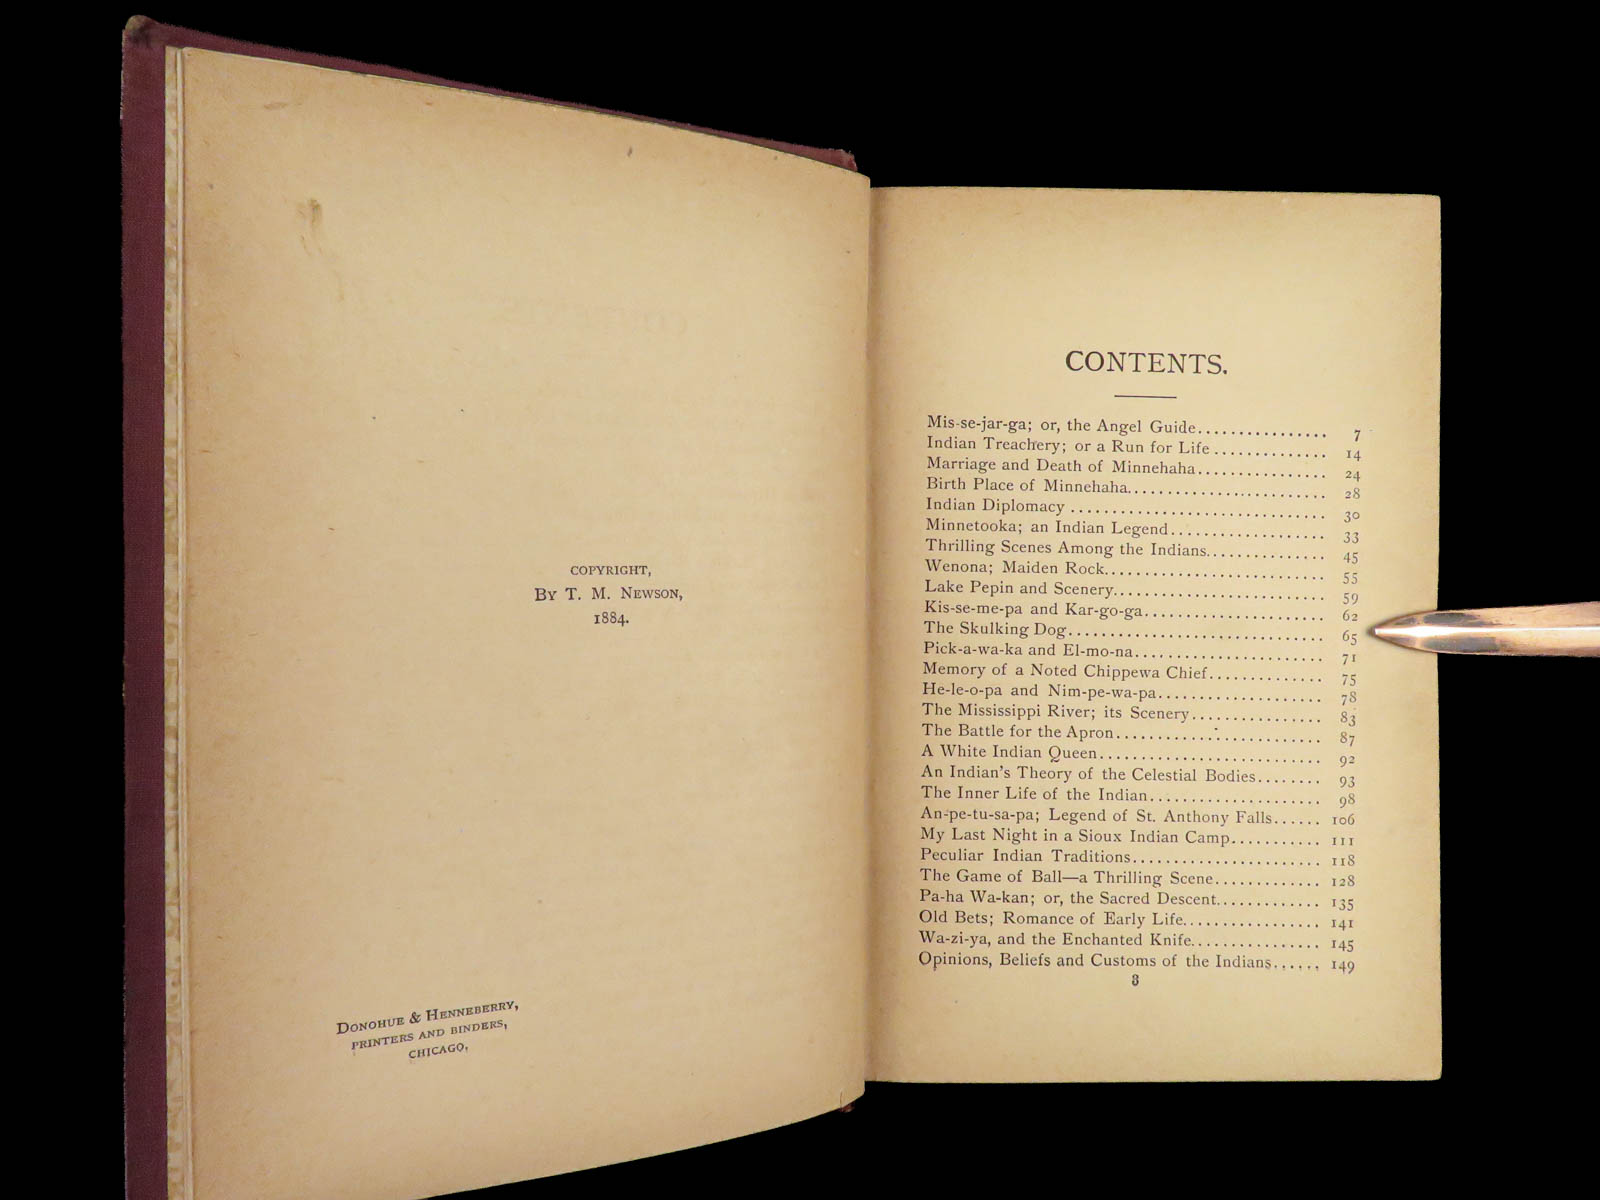 COPYRIGHT,
BY T. M. NEWSON,
1884.
DONOHUE & HENNEBERRY,
PRINTERS AND BINDERS,
CHICAGO.
CONTENTS.
Mis-se-jar-ga; or, the Angel Guide................ 7
Indian Treachery; or a Run for Life.............. 14
Marriage and Death of Minnehaha................ 24
Birth Place of Minnehaha......................... 28
Indian Diplomacy................................ 30
Minnetooka; an Indian Legend.................... 33
Thrilling Scenes Among the Indians............... 45
Wenona; Maiden Rock............................ 55
Lake Pepin and Scenery........................... 59
Kis-se-me-pa and Kar-go-ga....................... 62
The Skulking Dog................................ 65
Pick-a-wa-ka and El-mo-na........................ 71
Memory of a Noted Chippewa Chief.............. 75
He-le-o-pa and Nim-pe-wa-pa..................... 78
The Mississippi River; its Scenery................ 83
The Battle for the Apron.......................... 87
A White Indian Queen............................ 92
An Indian's Theory of the Celestial Bodies........ 93
The Inner Life of the Indian...................... 98
An-pe-tu-sa-pa; Legend of St. Anthony Falls...... 106
My Last Night in a Sioux Indian Camp........... 111
Peculiar Indian Traditions........................ 118
The Game of Ball—a Thrilling Scene............. 128
Pa-ha Wa-kan; or, the Sacred Descent............. 135
Old Bets; Romance of Early Life.................. 141
Wa-zi-ya, and the Enchanted Knife................ 145
Opinions, Beliefs and Customs of the Indians...... 149
3